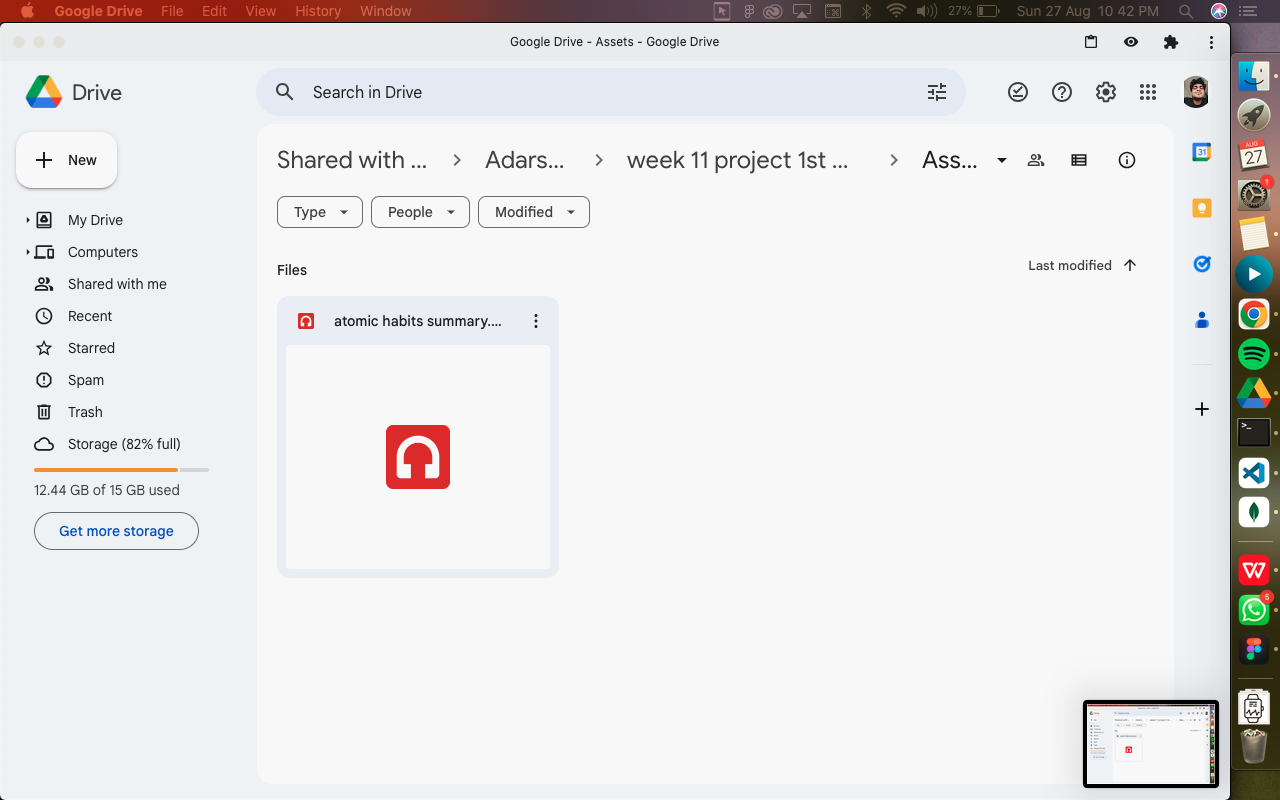 Google Drive File Edit View History Window 27% Sun 27 Aug 10 42 PM
Google Drive - Assets - Google Drive
Drive
Search in Drive
New
Shared with ... Adars... week 11 project 1st ... Ass...
Type People Modified
My Drive
Computers
Shared with me
Recent
Starred
Spam
Trash
Storage (82% full)
12.44 GB of 15 GB used
Get more storage
Files
Last modified
atomic habits summary....
31
AUG
27
1
5